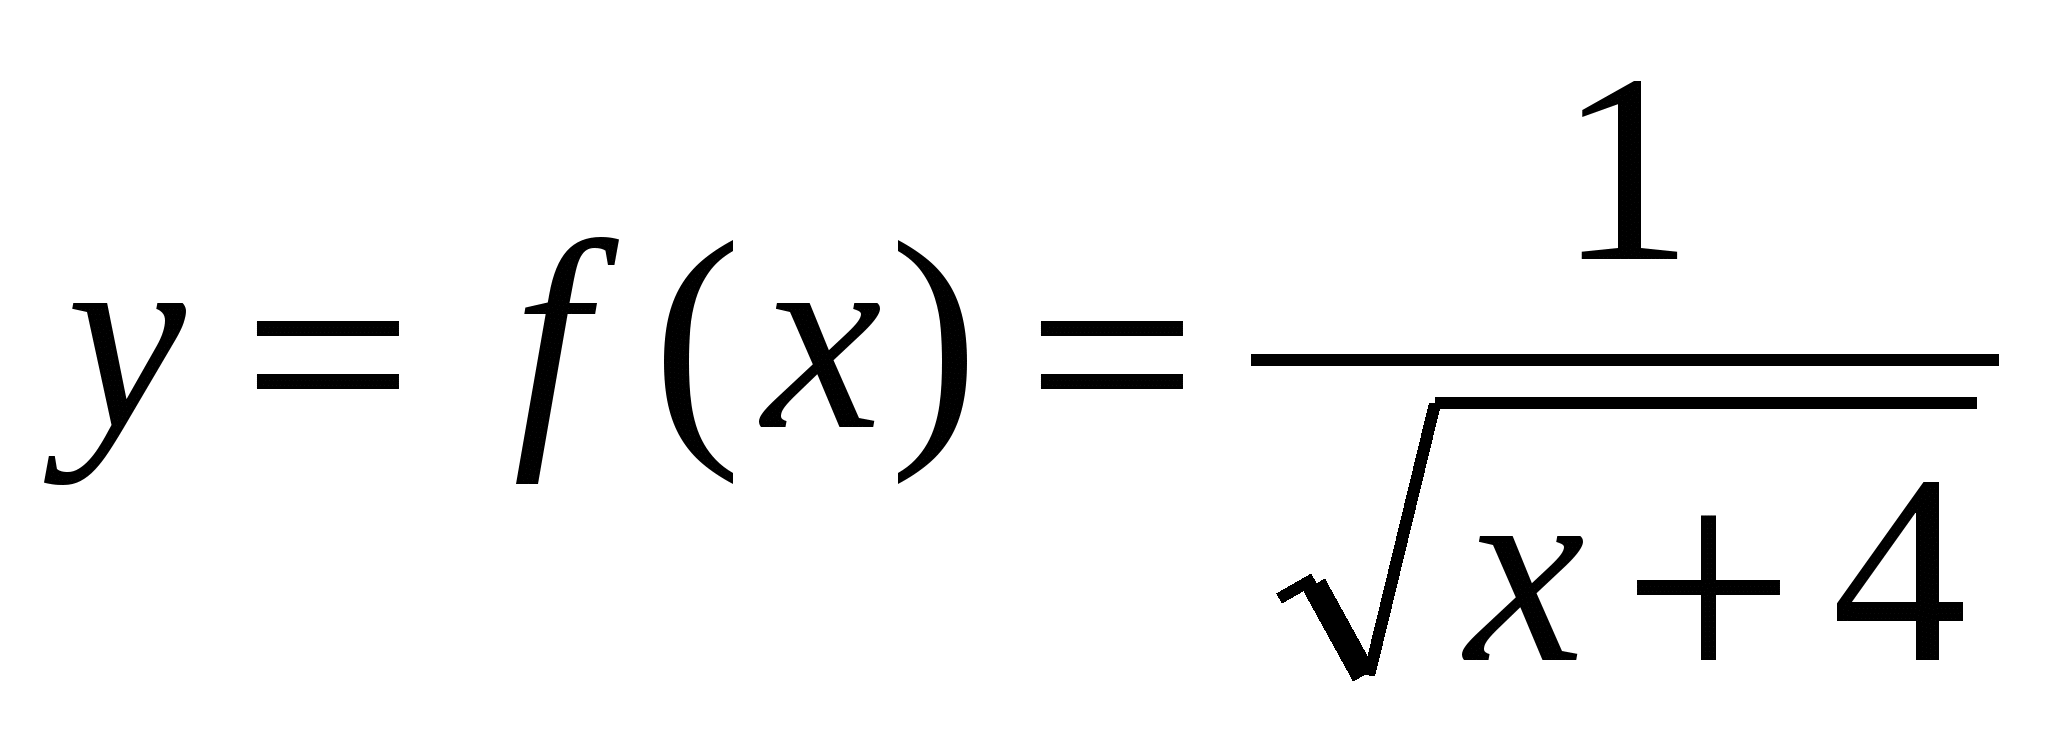 y = f(x) = 1/√(x+4)